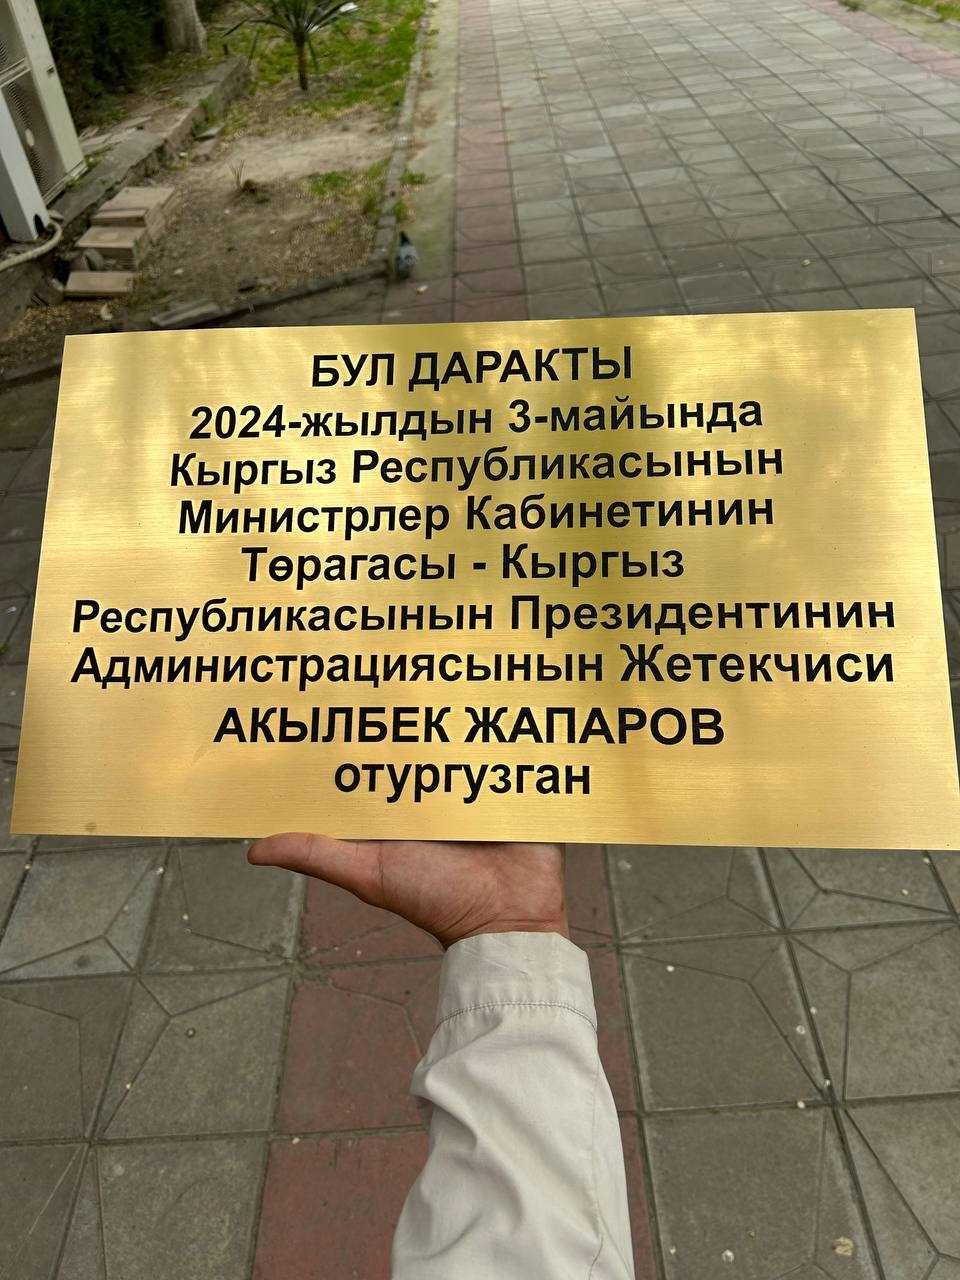 БУЛ ДАРАКТЫ
2024-жылдын 3-майында
Кыргыз Республикасынын
Министрлер Кабинетинин
Төрагасы - Кыргыз
Республикасынын Президентинин
Администрациясынын Жетекчиси
АКЫЛБЕК ЖАПАРОВ
отургузган